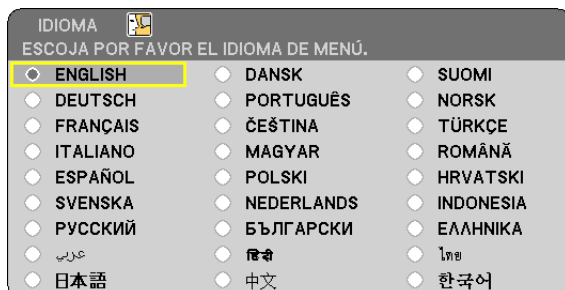 IDIOMA
ESCOJA POR FAVOR EL IDIOMA DE MENÚ.
ENGLISH DANSK SUOMI
DEUTSCH PORTUGUÊS NORSK
FRANÇAIS ČEŠTINA TÜRKÇE
ITALIANO MAGYAR ROMÂNĂ
ESPAÑOL POLSKI HRVATSKI
SVENSKA NEDERLANDS INDONESIA
РУССКИЙ БЪЛГАРСКИ ΕΛΛΗΝΙΚΑ
عربي हिंदी ไทย
日本語 中文 한국어